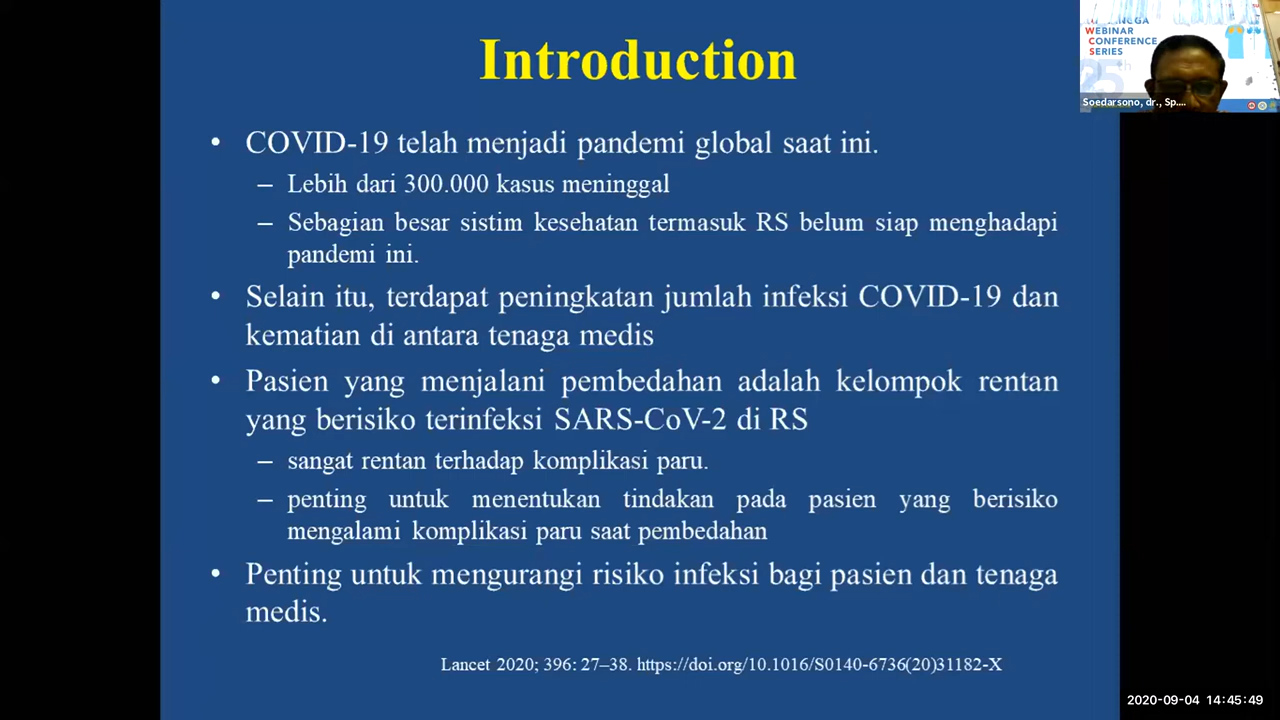 Introduction
• COVID-19 telah menjadi pandemi global saat ini.
– Lebih dari 300.000 kasus meninggal
– Sebagian besar sistim kesehatan termasuk RS belum siap menghadapi
pandemi ini.
• Selain itu, terdapat peningkatan jumlah infeksi COVID-19 dan
kematian di antara tenaga medis
• Pasien yang menjalani pembedahan adalah kelompok rentan
yang berisiko terinfeksi SARS-CoV-2 di RS
– sangat rentan terhadap komplikasi paru.
– penting untuk menentukan tindakan pada pasien yang berisiko
mengalami komplikasi paru saat pembedahan
• Penting untuk mengurangi risiko infeksi bagi pasien dan tenaga
medis.
Lancet 2020; 396: 27–38. https://doi.org/10.1016/S0140-6736(20)31182-X
WEBINAR
CONFERENCE
SERIES
Soedarsono, dr., Sp....
2020-09-04 14:45:49